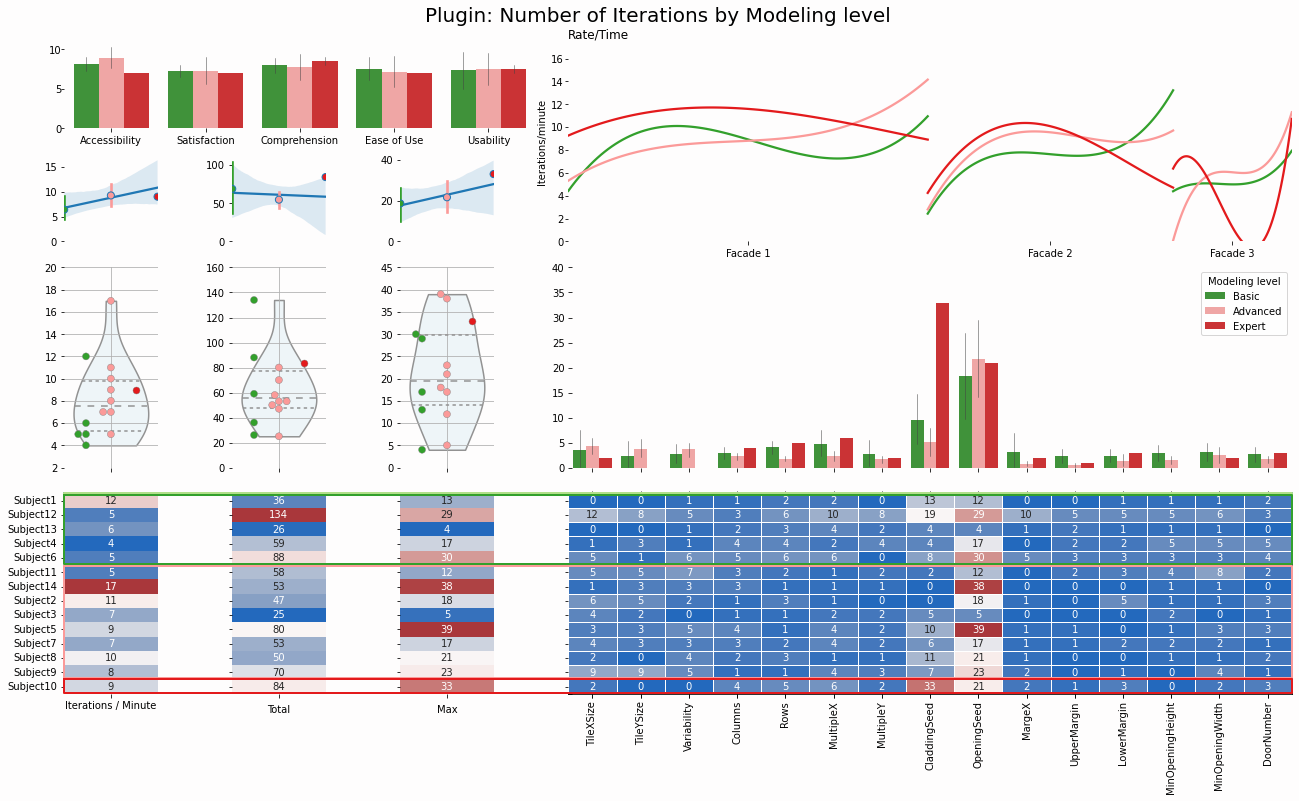 Plugin: Number of Iterations by Modeling level
Rate/Time
10
5
0
Accessibility Satisfaction Comprehension Ease of Use Usability
15
10
5
0
100
50
0
40
20
0
Iterations/minute
16
14
12
10
8
6
4
2
0
Facade 1 Facade 2 Facade 3
20
18
16
14
12
10
8
6
4
2
160
140
120
100
80
60
40
20
0
45
40
35
30
25
20
15
10
5
0
40
35
30
25
20
15
10
5
0
Modeling level
Basic
Advanced
Expert
Subject1 12 36 13 0 0 1 1 2 2 0 13 12 0 0 1 1 1 2
Subject12 5 134 29 12 8 5 3 6 10 8 19 29 10 5 5 5 6 3
Subject13 6 26 4 0 0 1 2 3 4 2 4 4 1 2 1 1 1 0
Subject4 4 59 17 1 3 1 4 4 2 4 4 17 0 2 2 5 5 5
Subject6 5 88 30 5 1 5 6 6 6 0 8 30 5 3 3 3 3 4
Subject11 5 58 12 5 5 7 3 2 1 2 2 12 0 2 3 4 8 2
Subject14 17 53 38 1 3 3 3 1 1 1 0 38 0 0 0 1 1 0
Subject2 11 47 18 6 5 2 1 3 1 0 0 18 1 0 5 1 1 3
Subject3 7 25 5 4 2 0 1 1 2 2 5 5 0 0 0 2 0 1
Subject5 9 80 39 3 3 5 4 1 4 2 10 39 1 1 0 1 3 3
Subject7 7 53 17 4 3 3 3 2 4 2 6 17 1 1 2 2 2 1
Subject8 10 50 21 2 0 4 2 3 1 1 11 21 1 0 0 1 1 2
Subject9 8 70 23 9 9 5 1 1 4 3 7 23 2 0 1 0 4 1
Subject10 9 84 33 2 0 0 4 5 6 2 33 21 2 1 3 0 2 3
Iterations / Minute Total Max
TileXSize
TileYSize
Variability
Columns
Rows
MultipleX
MultipleY
CladdingSeed
OpeningSeed
MargeX
UpperMargin
LowerMargin
MinOpeningHeight
MinOpeningWidth
DoorNumber